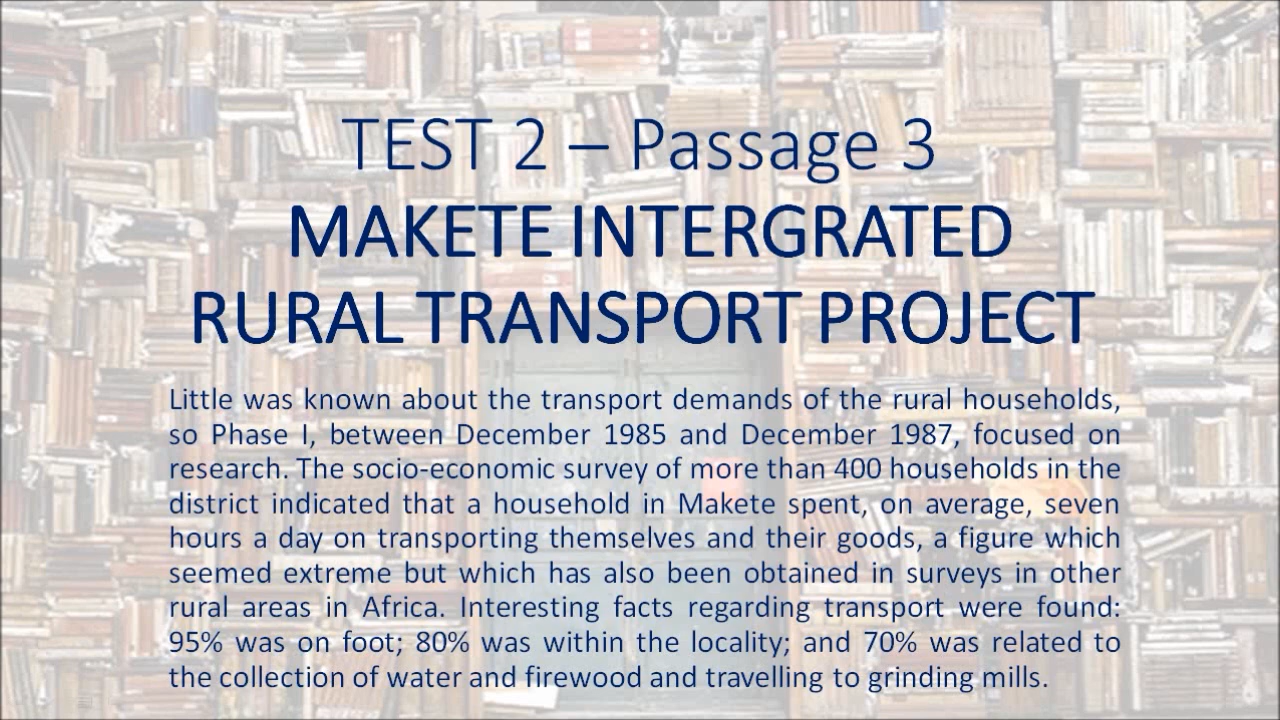 TEST 2 – Passage 3
MAKETE INTERGRATED
RURAL TRANSPORT PROJECT
Little was known about the transport demands of the rural households,
so Phase I, between December 1985 and December 1987, focused on
research. The socio-economic survey of more than 400 households in the
district indicated that a household in Makete spent, on average, seven
hours a day on transporting themselves and their goods, a figure which
seemed extreme but which has also been obtained in surveys in other
rural areas in Africa. Interesting facts regarding transport were found:
95% was on foot; 80% was within the locality; and 70% was related to
the collection of water and firewood and travelling to grinding mills.